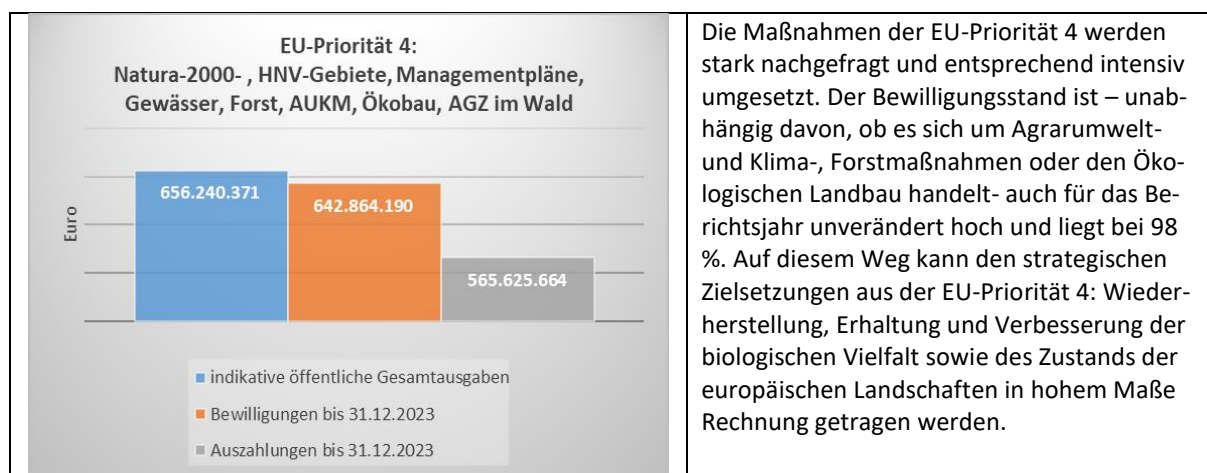 EU-Priorität 4:
Natura-2000- , HNV-Gebiete, Managementpläne,
Gewässer, Forst, AUKM, Ökobau, AGZ im Wald
Euro
656.240.371
642.864.190
565.625.664
indikative öffentliche Gesamtausgaben
Bewilligungen bis 31.12.2023
Auszahlungen bis 31.12.2023
Die Maßnahmen der EU-Priorität 4 werden
stark nachgefragt und entsprechend intensiv
umgesetzt. Der Bewilligungsstand ist – unab-
hängig davon, ob es sich um Agrarumwelt-
und Klima-, Forstmaßnahmen oder den Öko-
logischen Landbau handelt- auch für das Be-
richtsjahr unverändert hoch und liegt bei 98
%. Auf diesem Weg kann den strategischen
Zielsetzungen aus der EU-Priorität 4: Wieder-
herstellung, Erhaltung und Verbesserung der
biologischen Vielfalt sowie des Zustands der
europäischen Landschaften in hohem Maße
Rechnung getragen werden.